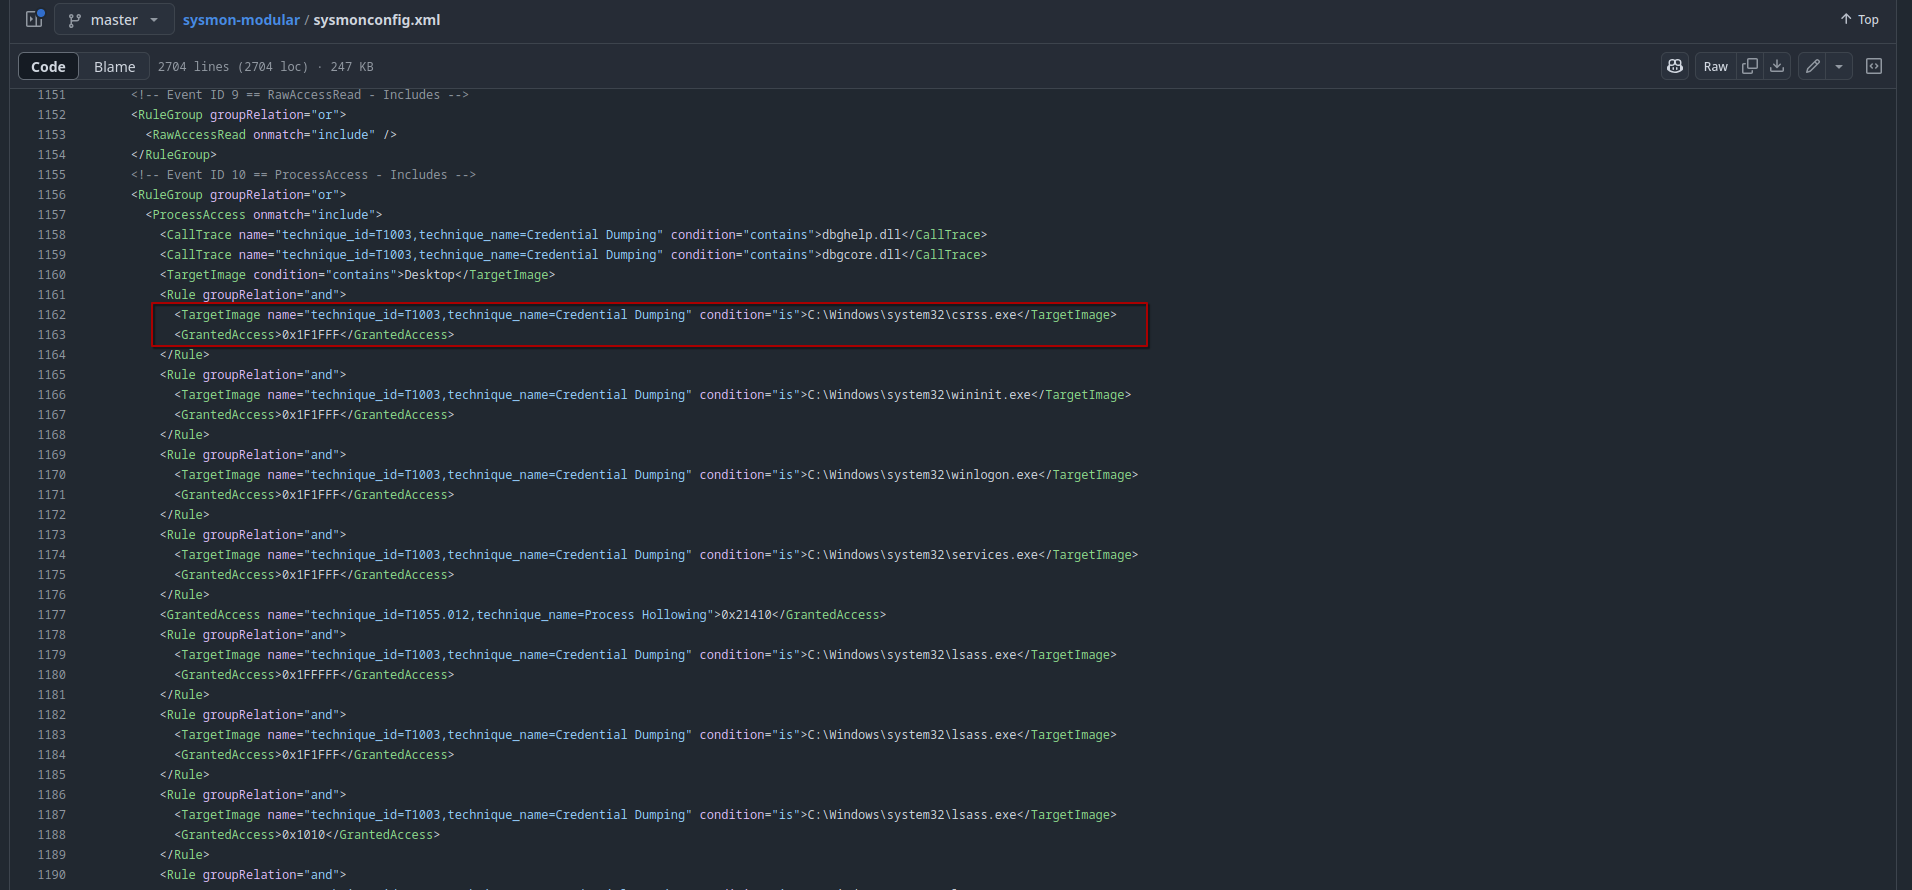 master sysmon-modular / sysmonconfig.xml Top
Code Blame 2704 lines (2704 loc) · 247 KB Raw
1151 <!-- Event ID 9 == RawAccessRead - Includes -->
1152 <RuleGroup groupRelation="or">
1153 <RawAccessRead onmatch="include" />
1154 </RuleGroup>
1155 <!-- Event ID 10 == ProcessAccess - Includes -->
1156 <RuleGroup groupRelation="or">
1157 <ProcessAccess onmatch="include">
1158 <CallTrace name="technique_id=T1003,technique_name=Credential Dumping" condition="contains">dbghelp.dll</CallTrace>
1159 <CallTrace name="technique_id=T1003,technique_name=Credential Dumping" condition="contains">dbgcore.dll</CallTrace>
1160 <TargetImage condition="contains">Desktop</TargetImage>
1161 <Rule groupRelation="and">
1162 <TargetImage name="technique_id=T1003,technique_name=Credential Dumping" condition="is">C:\Windows\system32\csrss.exe</TargetImage>
1163 <GrantedAccess>0x1F1FFF</GrantedAccess>
1164 </Rule>
1165 <Rule groupRelation="and">
1166 <TargetImage name="technique_id=T1003,technique_name=Credential Dumping" condition="is">C:\Windows\system32\wininit.exe</TargetImage>
1167 <GrantedAccess>0x1F1FFF</GrantedAccess>
1168 </Rule>
1169 <Rule groupRelation="and">
1170 <TargetImage name="technique_id=T1003,technique_name=Credential Dumping" condition="is">C:\Windows\system32\winlogon.exe</TargetImage>
1171 <GrantedAccess>0x1F1FFF</GrantedAccess>
1172 </Rule>
1173 <Rule groupRelation="and">
1174 <TargetImage name="technique_id=T1003,technique_name=Credential Dumping" condition="is">C:\Windows\system32\services.exe</TargetImage>
1175 <GrantedAccess>0x1F1FFF</GrantedAccess>
1176 </Rule>
1177 <GrantedAccess name="technique_id=T1055.012,technique_name=Process Hollowing">0x21410</GrantedAccess>
1178 <Rule groupRelation="and">
1179 <TargetImage name="technique_id=T1003,technique_name=Credential Dumping" condition="is">C:\Windows\system32\lsass.exe</TargetImage>
1180 <GrantedAccess>0x1FFFFF</GrantedAccess>
1181 </Rule>
1182 <Rule groupRelation="and">
1183 <TargetImage name="technique_id=T1003,technique_name=Credential Dumping" condition="is">C:\Windows\system32\lsass.exe</TargetImage>
1184 <GrantedAccess>0x1F1FFF</GrantedAccess>
1185 </Rule>
1186 <Rule groupRelation="and">
1187 <TargetImage name="technique_id=T1003,technique_name=Credential Dumping" condition="is">C:\Windows\system32\lsass.exe</TargetImage>
1188 <GrantedAccess>0x1010</GrantedAccess>
1189 </Rule>
1190 <Rule groupRelation="and">